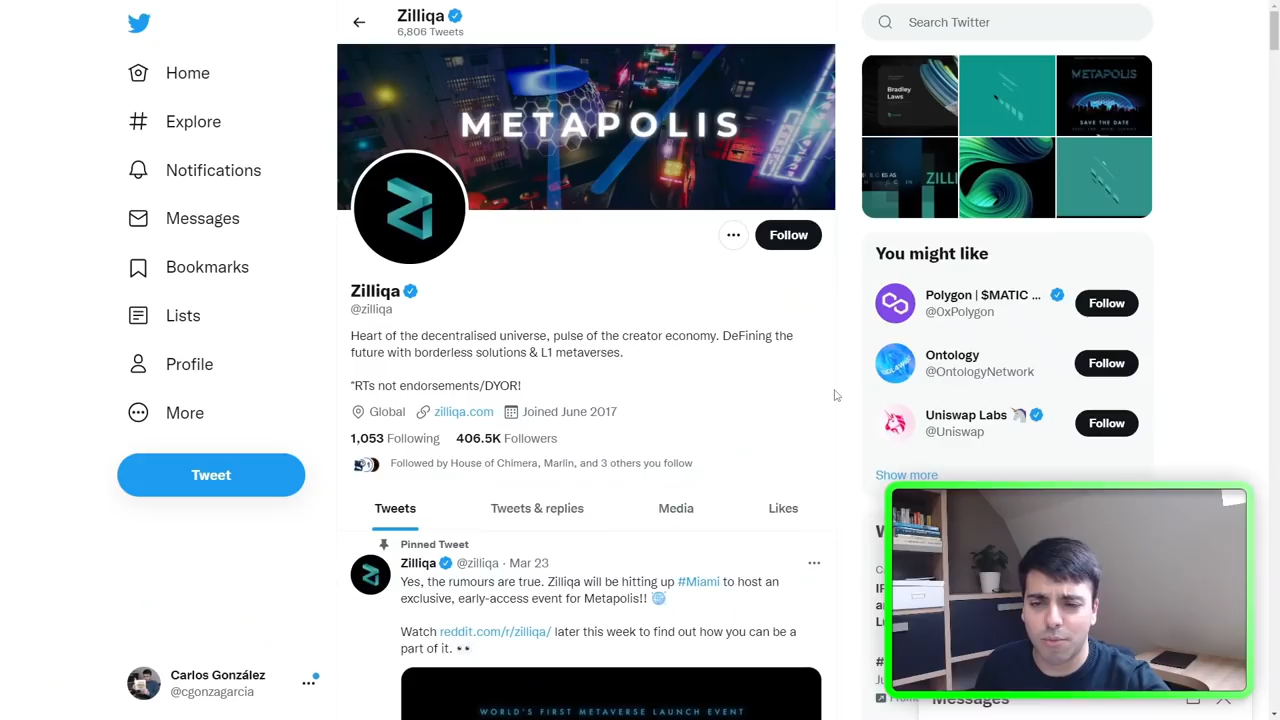 Zilliqa
6,806 Tweets
Search Twitter
Home
Explore
Notifications
Messages
Bookmarks
Lists
Profile
More
Tweet
Carlos González
@cgonzagarcia
METAPOLIS
Follow
Zilliqa
@zilliqa
Heart of the decentralised universe, pulse of the creator economy. DeFining the
future with borderless solutions & L1 metaverses.
*RTs not endorsements/DYOR!
Global zilliqa.com Joined June 2017
1,053 Following 406.5K Followers
Followed by House of Chimera, Marlin, and 3 others you follow
Tweets Tweets & replies Media Likes
Pinned Tweet
Zilliqa @zilliqa · Mar 23
Yes, the rumours are true. Zilliqa will be hitting up #Miami to host an
exclusive, early-access event for Metapolis!!
Watch reddit.com/r/zilliqa/ later this week to find out how you can be a
part of it.
WORLD'S FIRST METAVERSE LAUNCH EVENT
Bradley
Laws
METAPOLIS
SAVE THE DATE
ZILLI
You might like
Polygon | $MATIC ...
@0xPolygon
Follow
Ontology
@OntologyNetwork
Follow
Uniswap Labs
@Uniswap
Follow
Show more
Messages